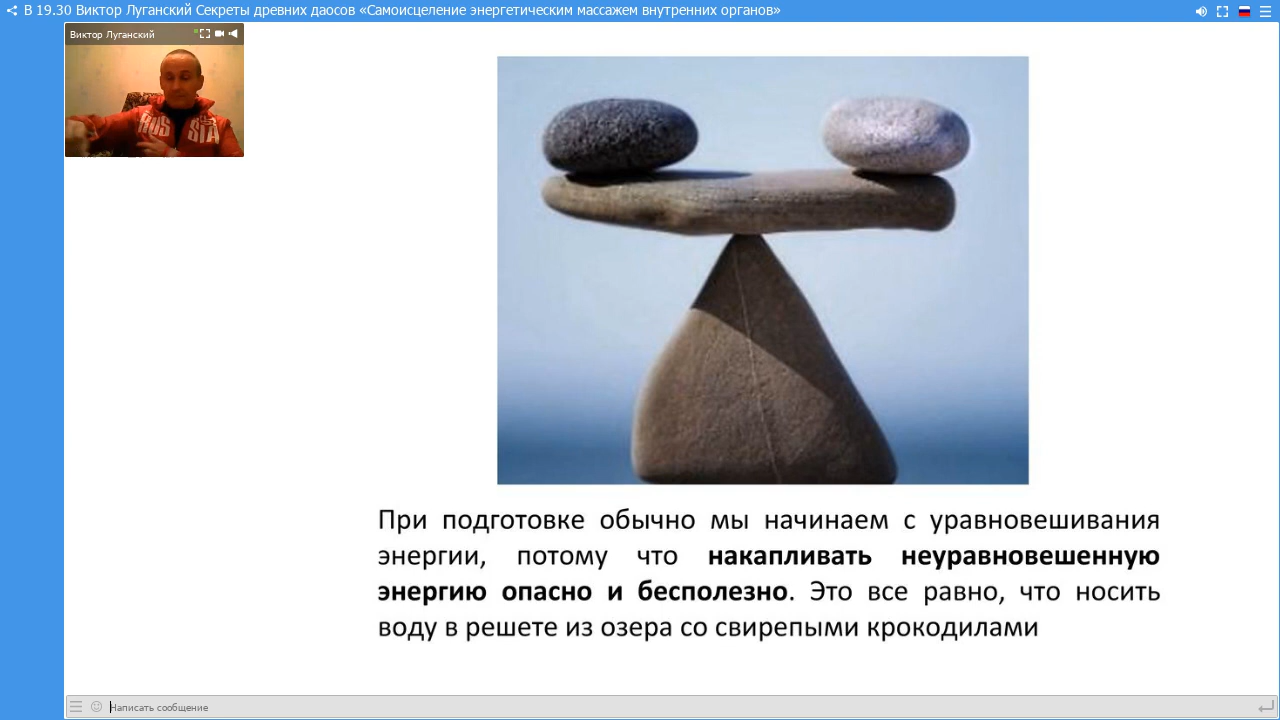 В 19.30 Виктор Луганский Секреты древних даосов «Самоисцеление энергетическим массажем внутренних органов»
Виктор Луганский
RUS SIA
При подготовке обычно мы начинаем с уравновешивания
энергии, потому что накапливать неуравновешенную
энергию опасно и бесполезно. Это все равно, что носить
воду в решете из озера со свирепыми крокодилами
Написать сообщение